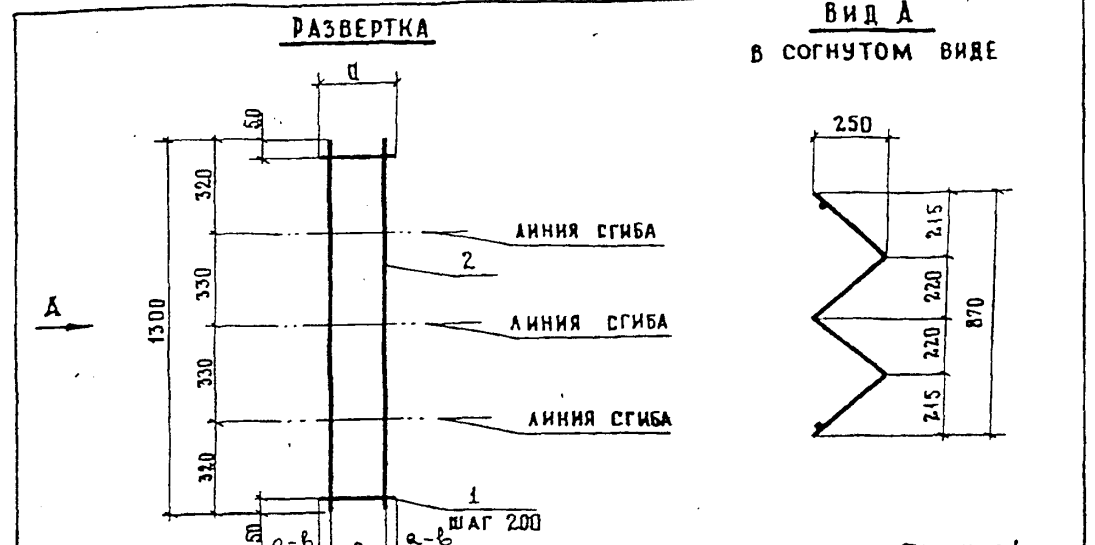 РАЗВЕРТКА
ВИД А
В СОГНУТОМ ВИДЕ
а
50
320
330
1300
330
320
50
А
ЛИНИЯ СГИБА
2
ЛИНИЯ СГИБА
ЛИНИЯ СГИБА
1
ШАГ 200
а-в
а-в
250
215
220
220
215
870